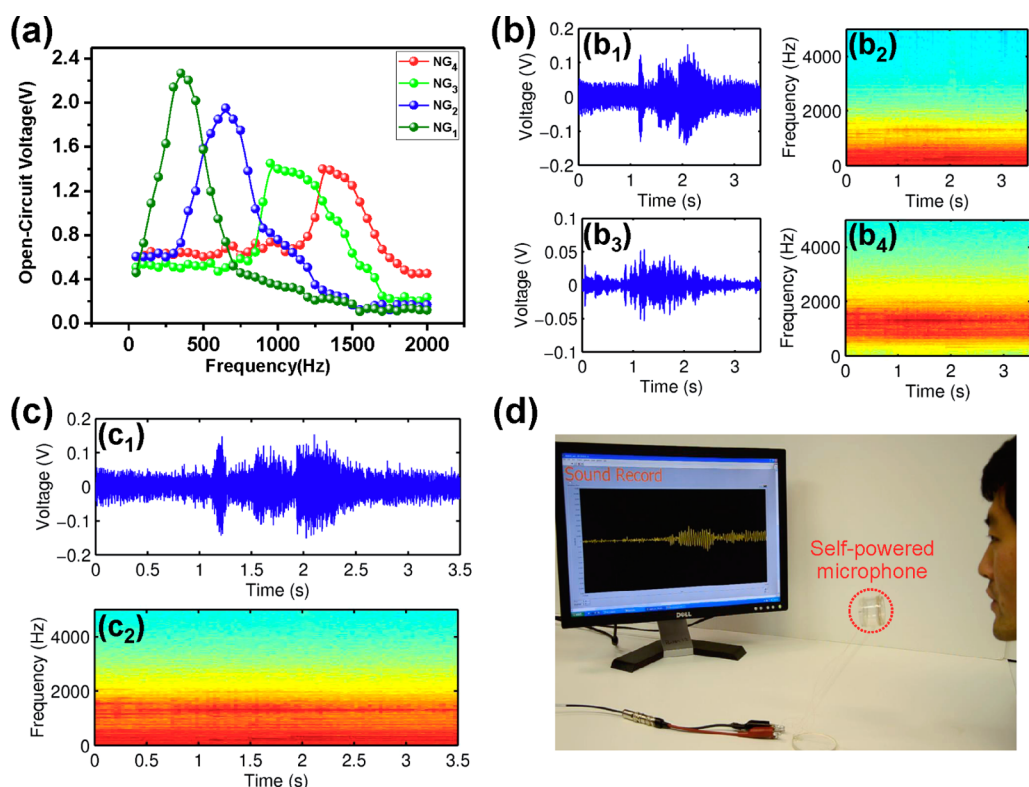 (a)
Open-Circuit Voltage(V)
2.4
2.0
1.6
1.2
0.8
0.4
0.0
0
500
1000
1500
2000
Frequency(Hz)
NG4
NG3
NG2
NG1
(b)
(b1)
Voltage (V)
0.2
0.1
0
−0.1
−0.2
0
1
2
3
Time (s)
(b2)
Frequency (Hz)
4000
2000
0
0
1
2
3
Time (s)
(b3)
Voltage (V)
0.1
0.05
0
−0.05
−0.1
0
1
2
3
Time (s)
(b4)
Frequency (Hz)
4000
2000
0
0
1
2
3
Time (s)
(c)
(c1)
Voltage (V)
0.2
0.1
0
−0.1
−0.2
0
0.5
1
1.5
2
2.5
3
3.5
Time (s)
(c2)
Frequency (Hz)
4000
2000
0
0
0.5
1
1.5
2
2.5
3
3.5
Time (s)
(d)
Sound Record
DELL
Self-powered
microphone